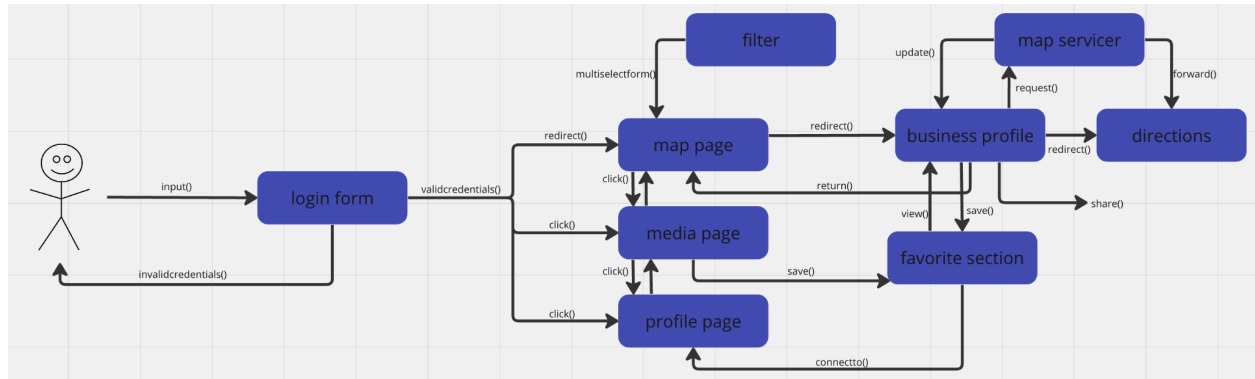 filter
map servicer
update()
multiselectform()
forward()
request()
redirect()
map page
redirect()
business profile
redirect()
directions
input()
login form
validcredentials()
click()
return()
view()
save()
share()
click()
media page
favorite section
invalidcredentials()
click()
save()
click()
profile page
connectto()